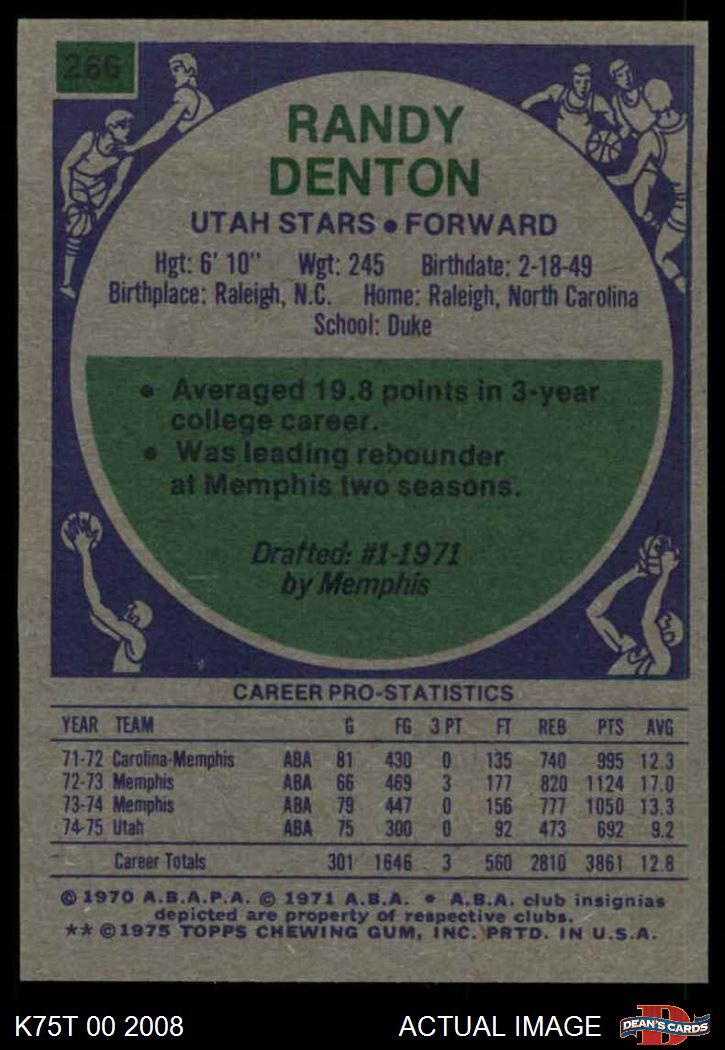 266
RANDY
DENTON
UTAH STARS • FORWARD
Hgt: 6' 10" Wgt: 245 Birthdate: 2-18-49
Birthplace: Raleigh, N.C. Home: Raleigh, North Carolina
School: Duke
• Averaged 19.8 points in 3-year
college career.
• Was leading rebounder
at Memphis two seasons.
Drafted: #1-1971
by Memphis
CAREER PRO-STATISTICS
YEAR TEAM G FG 3 PT FT REB PTS AVG
71-72 Carolina-Memphis ABA 81 430 0 135 740 995 12.3
72-73 Memphis ABA 66 469 3 177 820 1124 17.0
73-74 Memphis ABA 79 447 0 156 777 1050 13.3
74-75 Utah ABA 75 300 0 92 473 692 9.2
Career Totals 301 1646 3 560 2810 3861 12.8
© 1970 A.B.A.P.A. © 1971 A.B.A. • A.B.A. club insignias
depicted are property of respective clubs.
** ©1975 TOPPS CHEWING GUM, INC. PRTD. IN U.S.A.
K75T 00 2008 ACTUAL IMAGE
D
DEAN'S CARDS